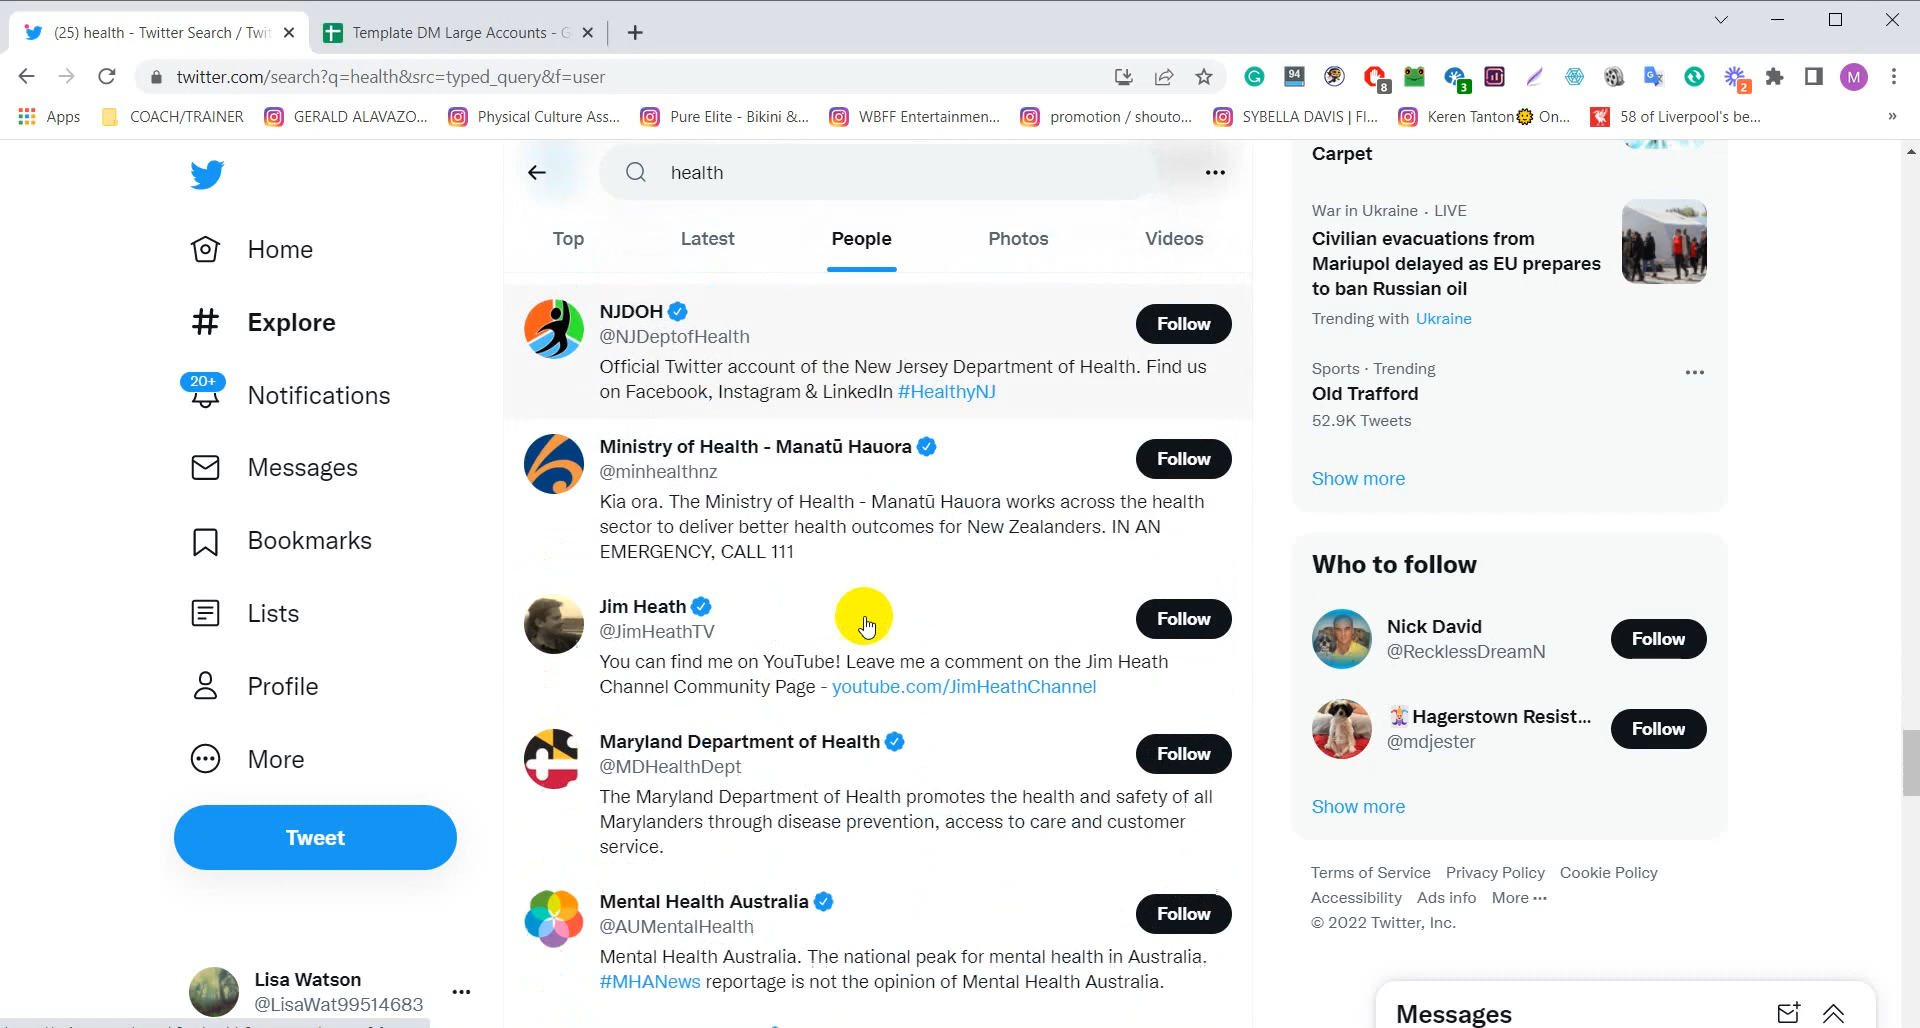 (25) health - Twitter Search / Twi
Template DM Large Accounts - G
twitter.com/search?q=health&src=typed_query&f=user
94
8
3
2
M
Apps
COACH/TRAINER
GERALD ALAVAZO...
Physical Culture Ass...
Pure Elite - Bikini &...
WBFF Entertainmen...
promotion / shouto...
SYBELLA DAVIS | FI...
Keren Tanton🌞 On...
58 of Liverpool's be...
»
Home
Explore
20+
Notifications
Messages
Bookmarks
Lists
Profile
More
Tweet
Lisa Watson
@LisaWat99514683
health
Top
Latest
People
Photos
Videos
NJDOH
@NJDeptofHealth
Follow
Official Twitter account of the New Jersey Department of Health. Find us
on Facebook, Instagram & LinkedIn #HealthyNJ
Ministry of Health - Manatū Hauora
@minhealthnz
Follow
Kia ora. The Ministry of Health - Manatū Hauora works across the health
sector to deliver better health outcomes for New Zealanders. IN AN
EMERGENCY, CALL 111
Jim Heath
@JimHeathTV
Follow
You can find me on YouTube! Leave me a comment on the Jim Heath
Channel Community Page - youtube.com/JimHeathChannel
Maryland Department of Health
@MDHealthDept
Follow
The Maryland Department of Health promotes the health and safety of all
Marylanders through disease prevention, access to care and customer
service.
Mental Health Australia
@AUMentalHealth
Follow
Mental Health Australia. The national peak for mental health in Australia.
#MHANews reportage is not the opinion of Mental Health Australia.
Carpet
War in Ukraine · LIVE
Civilian evacuations from
Mariupol delayed as EU prepares
to ban Russian oil
Trending with Ukraine
Sports · Trending
Old Trafford
52.9K Tweets
Show more
Who to follow
Nick David
@RecklessDreamN
Follow
🃏Hagerstown Resist...
@mdjester
Follow
Show more
Terms of Service Privacy Policy Cookie Policy
Accessibility Ads info More ···
© 2022 Twitter, Inc.
Messages